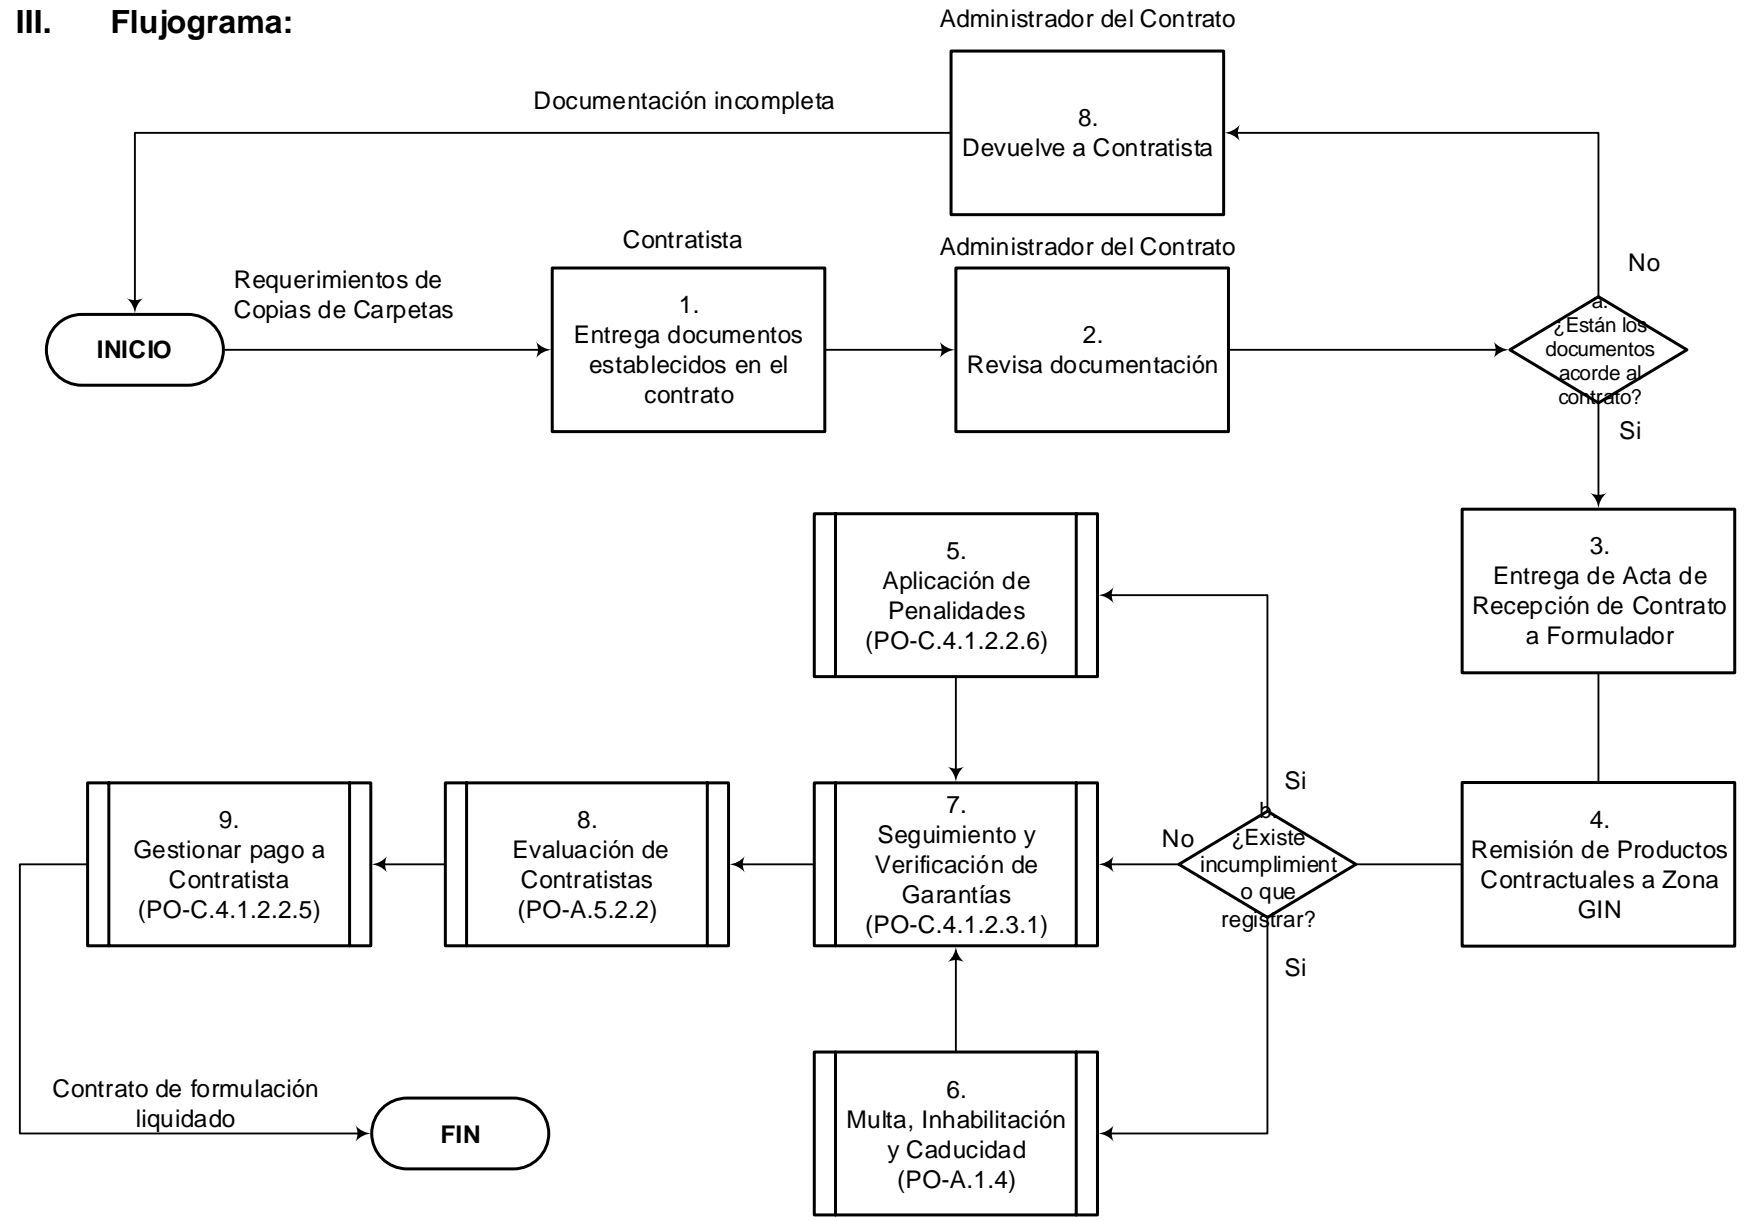 III. Flujograma:
Administrador del Contrato
Documentación incompleta
8.
Devuelve a Contratista
Contratista
Administrador del Contrato
No
Requerimientos de
Copias de Carpetas
INICIO
1.
Entrega documentos
establecidos en el
contrato
2.
Revisa documentación
a.
¿Están los
documentos
acorde al
contrato?
Si
3.
Entrega de Acta de
Recepción de Contrato
a Formulador
5.
Aplicación de
Penalidades
(PO-C.4.1.2.2.6)
Si
9.
Gestionar pago a
Contratista
(PO-C.4.1.2.2.5)
8.
Evaluación de
Contratistas
(PO-A.5.2.2)
7.
Seguimiento y
Verificación de
Garantías
(PO-C.4.1.2.3.1)
No
b.
¿Existe
incumplimient
o que
registrar?
4.
Remisión de Productos
Contractuales a Zona
GIN
Si
Contrato de formulación
liquidado
FIN
6.
Multa, Inhabilitación
y Caducidad
(PO-A.1.4)